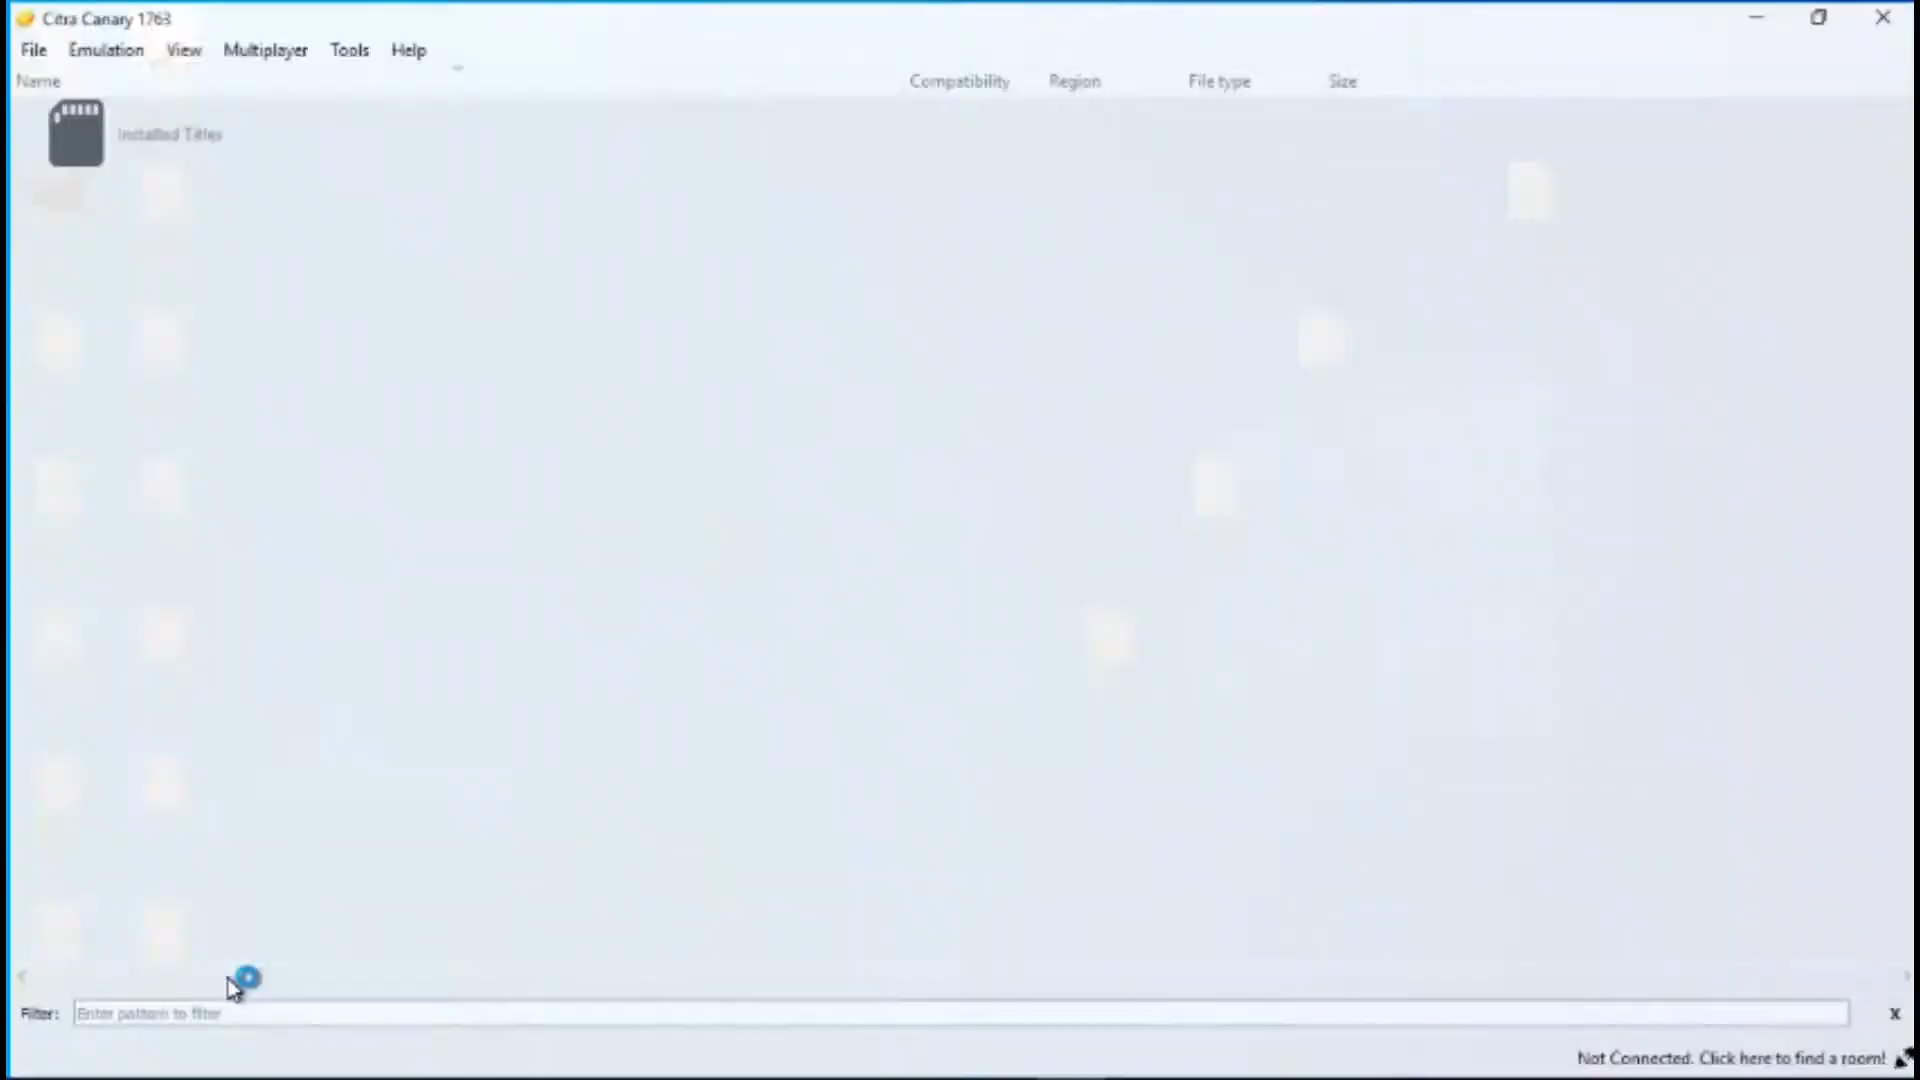 Citra Canary 1763
File Emulation View Multiplayer Tools Help
Name Compatibility Region File type Size
Installed Titles
Filter: Enter pattern to filter X
Not Connected. Click here to find a room!